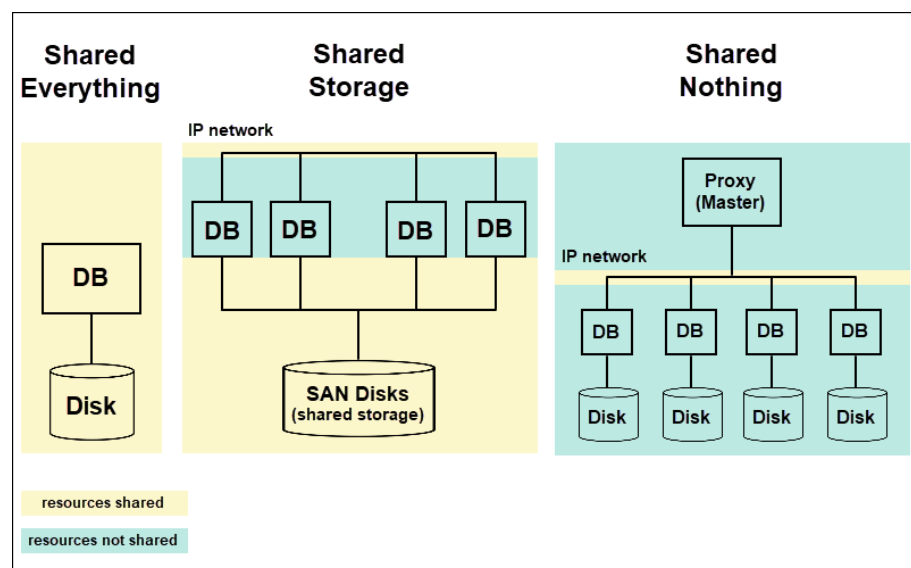 Shared
Everything
Shared
Storage
Shared
Nothing
IP network
DB
DB
DB
DB
DB
Disk
SAN Disks
(shared storage)
Proxy
(Master)
IP network
DB
DB
DB
DB
Disk
Disk
Disk
Disk
resources shared
resources not shared